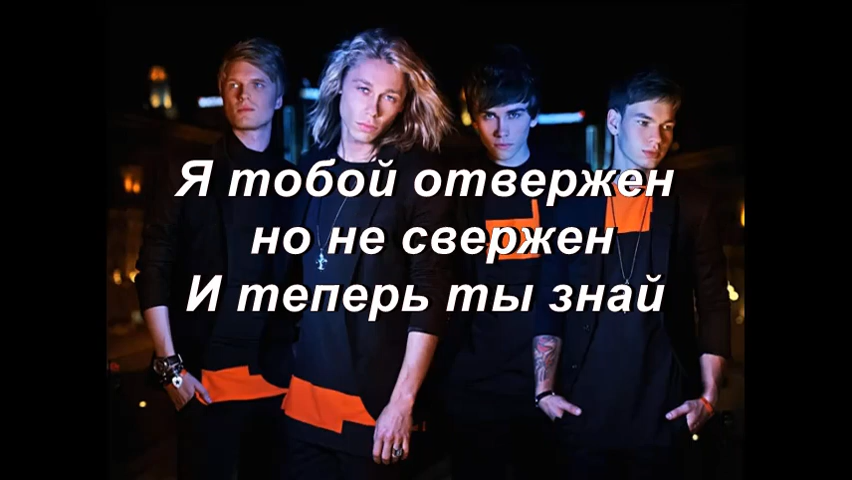 Я тобой отвержен
но не свержен
И теперь ты знай